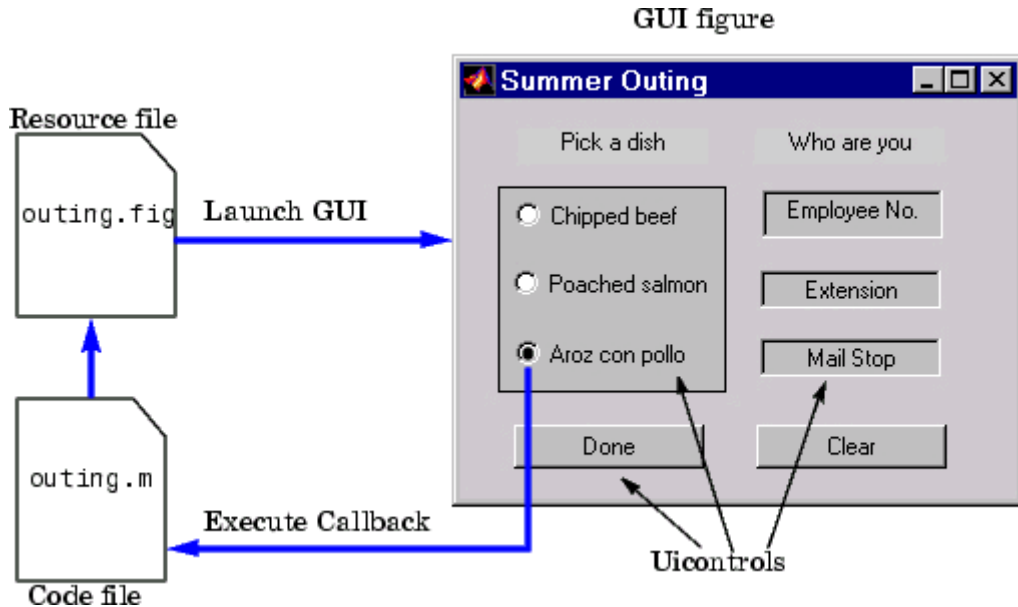 GUI figure
Summer Outing
Resource file
outing.fig
Launch GUI
Pick a dish
Who are you
Chipped beef
Poached salmon
Aroz con pollo
Employee No.
Extension
Mail Stop
Done
Clear
outing.m
Execute Callback
Uicontrols
Code file